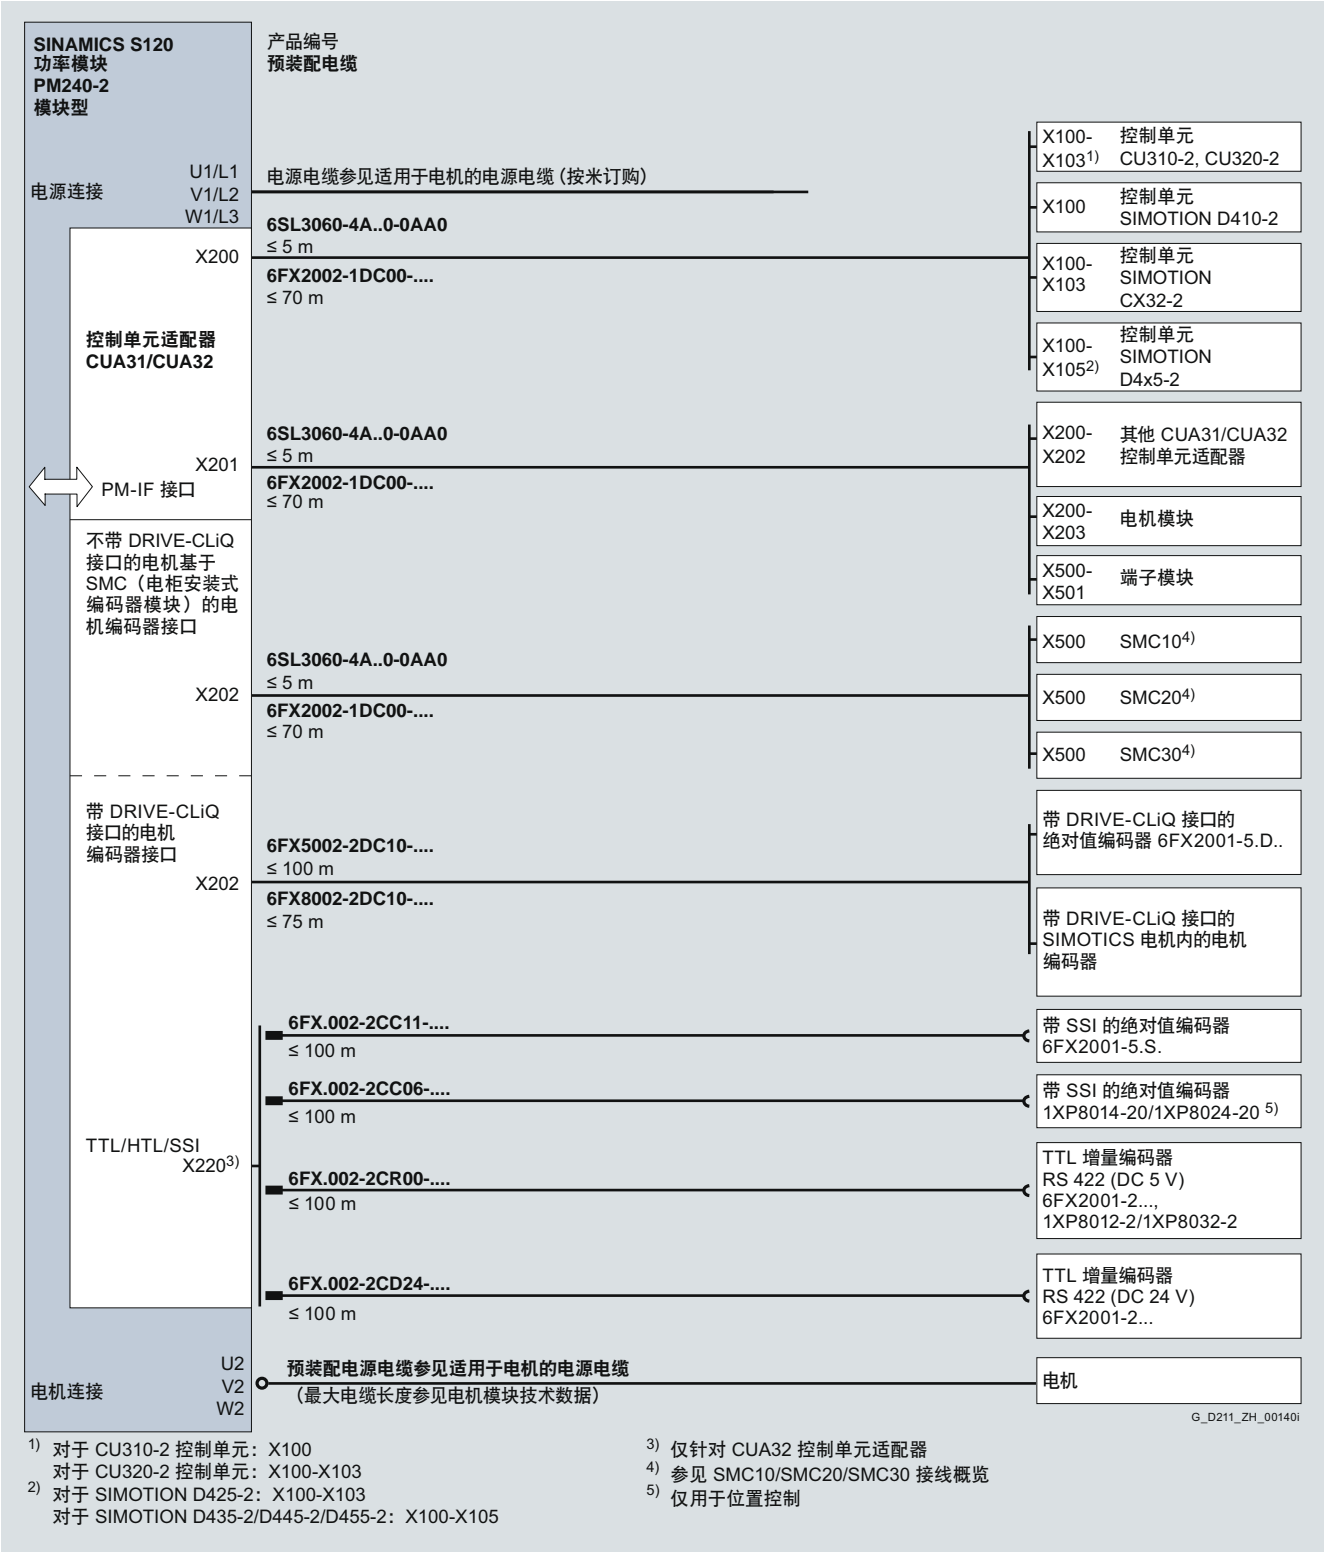 SINAMICS S120
功率模块
PM240-2
模块型
产品编号
预装配电缆
电源连接
U1/L1
V1/L2
W1/L3
电源电缆参见适用于电机的电源电缆（按米订购）
X200
6SL3060-4A..0-0AA0
≤ 5 m
6FX2002-1DC00-....
≤ 70 m
X100-
X103¹⁾
控制单元
CU310-2, CU320-2
X100
控制单元
SIMOTION D410-2
X100-
X103
控制单元
SIMOTION
CX32-2
X100-
X105²⁾
控制单元
SIMOTION
D4x5-2
控制单元适配器
CUA31/CUA32
X201
PM-IF 接口
6SL3060-4A..0-0AA0
≤ 5 m
6FX2002-1DC00-....
≤ 70 m
X200-
X202
其他 CUA31/CUA32
控制单元适配器
X200-
X203
电机模块
X500-
X501
端子模块
不带 DRIVE-CLiQ
接口的电机基于
SMC（电柜安装式
编码器模块）的电
机编码器接口
X202
6SL3060-4A..0-0AA0
≤ 5 m
6FX2002-1DC00-....
≤ 70 m
X500 SMC10⁴⁾
X500 SMC20⁴⁾
X500 SMC30⁴⁾
带 DRIVE-CLiQ
接口的电机
编码器接口
X202
6FX5002-2DC10-....
≤ 100 m
6FX8002-2DC10-....
≤ 75 m
带 DRIVE-CLiQ 接口的
绝对值编码器 6FX2001-5.D..
带 DRIVE-CLiQ 接口的
SIMOTICS 电机内的电机
编码器
TTL/HTL/SSI
X220³⁾
6FX.002-2CC11-....
≤ 100 m
带 SSI 的绝对值编码器
6FX2001-5.S.
6FX.002-2CC06-....
≤ 100 m
带 SSI 的绝对值编码器
1XP8014-20/1XP8024-20 ⁵⁾
6FX.002-2CR00-....
≤ 100 m
TTL 增量编码器
RS 422 (DC 5 V)
6FX2001-2...,
1XP8012-2/1XP8032-2
6FX.002-2CD24-....
≤ 100 m
TTL 增量编码器
RS 422 (DC 24 V)
6FX2001-2...
电机连接
U2
V2
W2
预装配电源电缆参见适用于电机的电源电缆
（最大电缆长度参见电机模块技术数据）
电机
G_D211_ZH_00140i
¹⁾ 对于 CU310-2 控制单元：X100
对于 CU320-2 控制单元：X100-X103
²⁾ 对于 SIMOTION D425-2：X100-X103
对于 SIMOTION D435-2/D445-2/D455-2：X100-X105
³⁾ 仅针对 CUA32 控制单元适配器
⁴⁾ 参见 SMC10/SMC20/SMC30 接线概览
⁵⁾ 仅用于位置控制